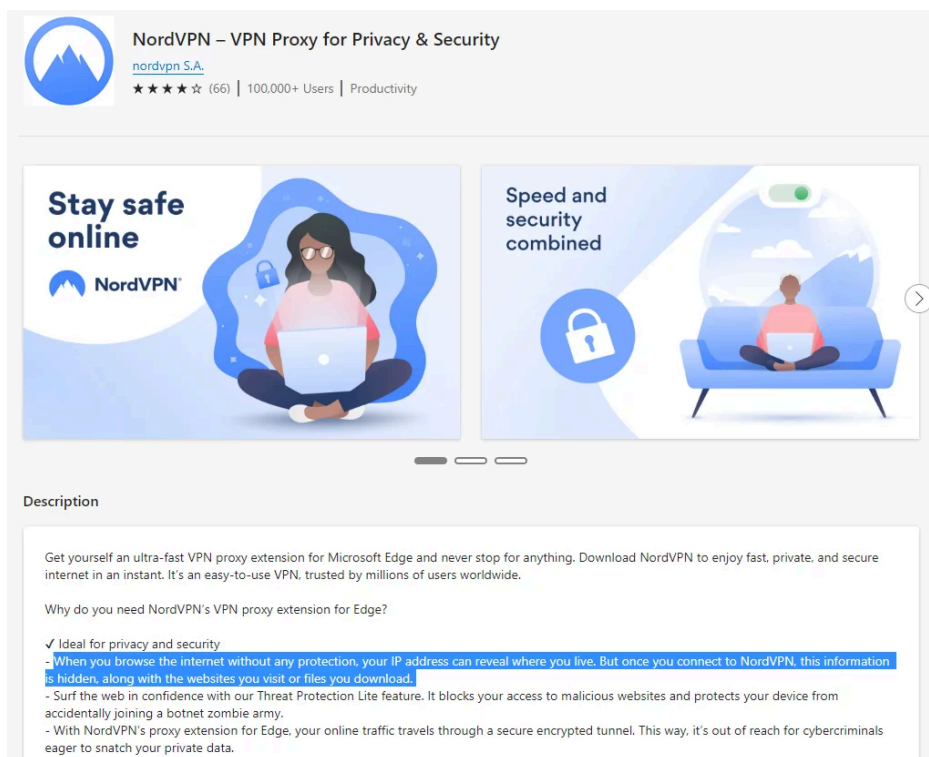 NordVPN – VPN Proxy for Privacy & Security
nordvpn S.A.
★★★★☆ (66) | 100,000+ Users | Productivity
Stay safe
online
NordVPN®
Speed and
security
combined
Description
Get yourself an ultra-fast VPN proxy extension for Microsoft Edge and never stop for anything. Download NordVPN to enjoy fast, private, and secure
internet in an instant. It's an easy-to-use VPN, trusted by millions of users worldwide.
Why do you need NordVPN's VPN proxy extension for Edge?
✓ Ideal for privacy and security
- When you browse the internet without any protection, your IP address can reveal where you live. But once you connect to NordVPN, this information
is hidden, along with the websites you visit or files you download.
- Surf the web in confidence with our Threat Protection Lite feature. It blocks your access to malicious websites and protects your device from
accidentally joining a botnet zombie army.
- With NordVPN's proxy extension for Edge, your online traffic travels through a secure encrypted tunnel. This way, it's out of reach for cybercriminals
eager to snatch your private data.